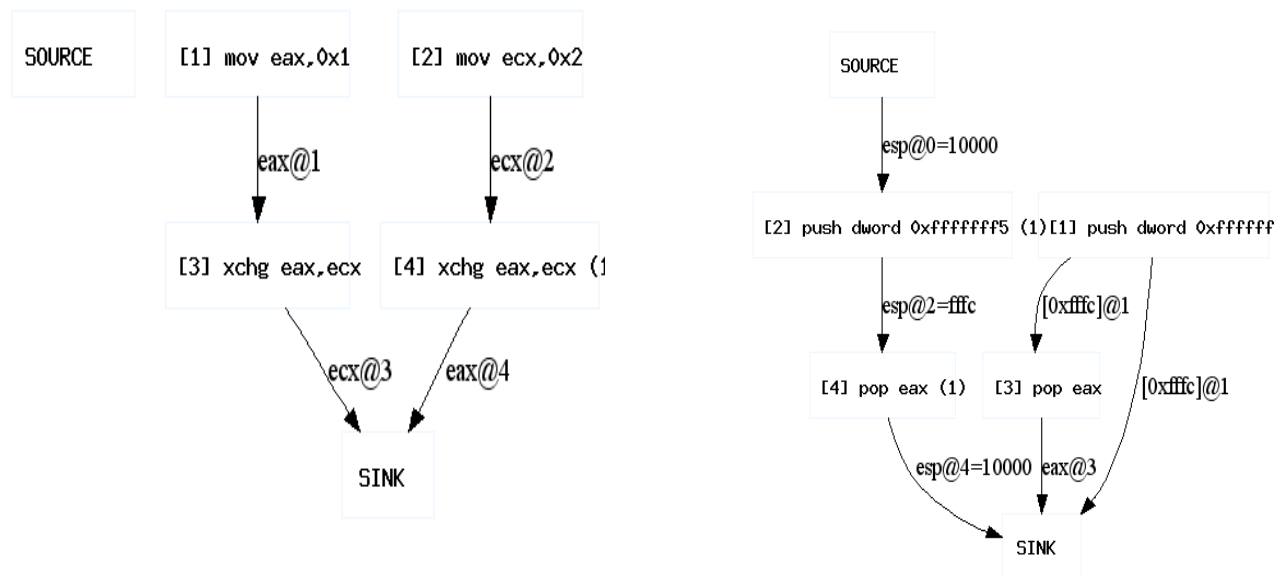 SOURCE
[1] mov eax,0x1
[2] mov ecx,0x2
eax@1
ecx@2
[3] xchg eax,ecx
[4] xchg eax,ecx (1
ecx@3
eax@4
SINK
SOURCE
esp@0=10000
[2] push dword 0xfffffff5 (1)
[1] push dword 0xffffff
esp@2=fffc
[0xfffc]@1
[4] pop eax (1)
[3] pop eax
[0xfffc]@1
esp@4=10000
eax@3
SINK